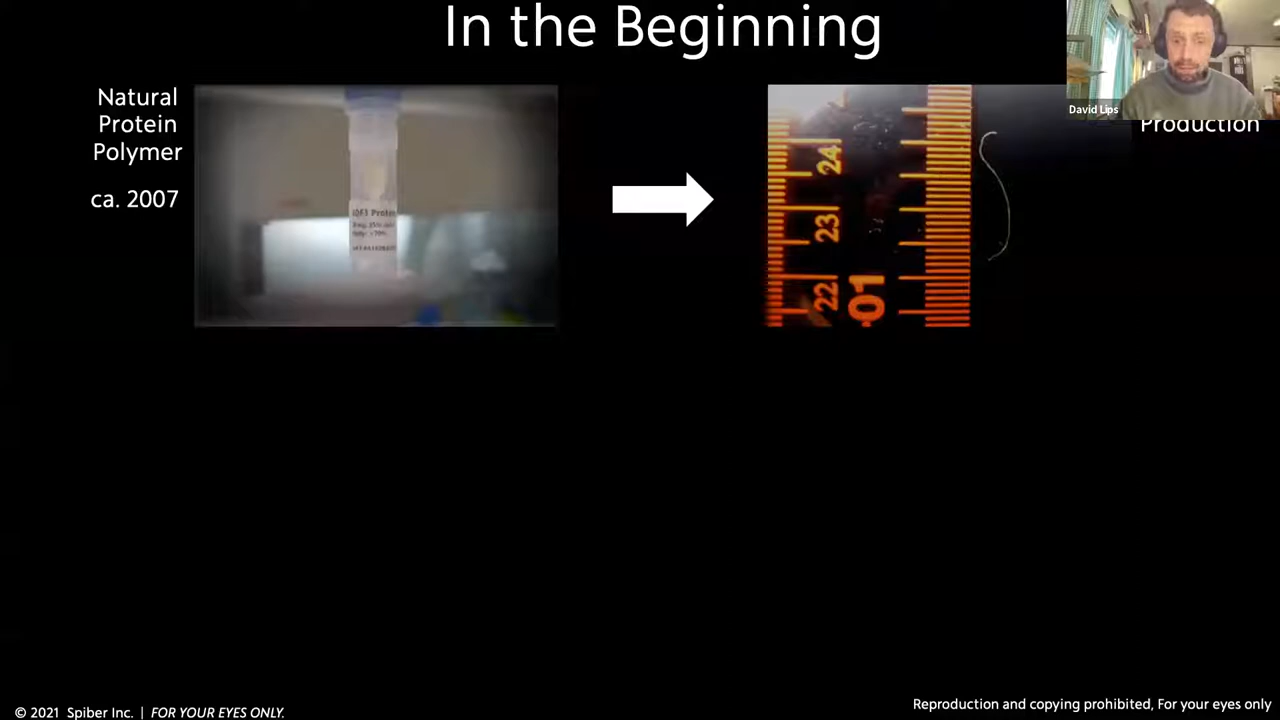 In the Beginning
David Lips
Natural
Protein
Polymer
ca. 2007
Production
24
23
22
01
© 2021 Spiber Inc. | FOR YOUR EYES ONLY.
Reproduction and copying prohibited, For your eyes only